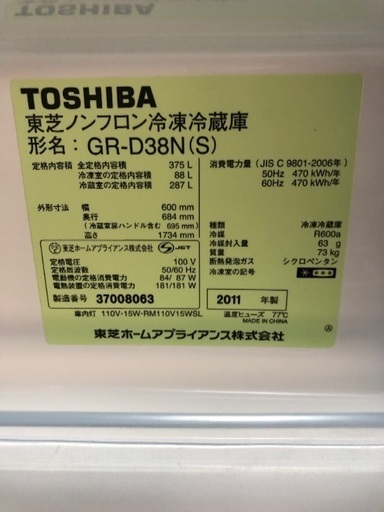 TOSHIBA
東芝ノンフロン冷凍冷蔵庫
形名：GR-D38N(S)
定格内容積 全定格内容積 375 L
冷凍室の定格内容積 88 L
冷蔵室の定格内容積 287 L
消費電力量 (JIS C 9801-2006年)
50Hz 470 kWh/年
60Hz 470 kWh/年
外形寸法 幅 600 mm
奥行 684 mm
(冷蔵室扉ハンドル含む 695 mm)
高さ 1734 mm
種類 冷凍冷蔵庫
冷媒 R600a
冷媒封入量 63 g
質量 73 kg
断熱発泡ガス シクロペンタン
冷凍室の記号
東芝ホームアプライアンス株式会社 S-JET
定格電圧 100 V
定格周波数 50/60 Hz
電動機の定格消費電力 84/ 87 W
電熱装置の定格消費電力 181/181 W
製造番号 37008063
2011 年製
庫内灯 110V･15W･RM110V15WSL
温度ヒューズ 77℃
MADE IN CHINA
Ⓐ
東芝ホームアプライアンス株式会社